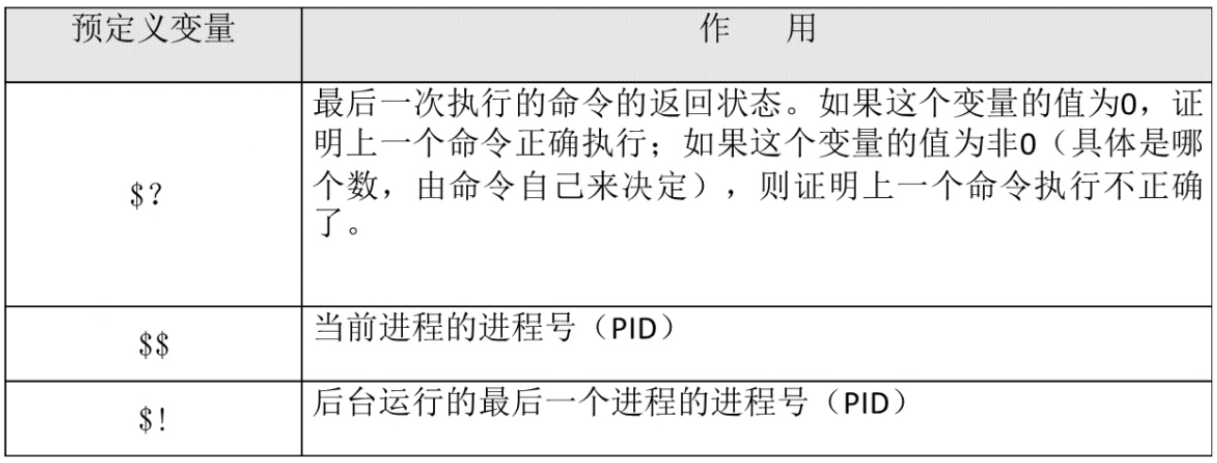 预定义变量 作 用
最后一次执行的命令的返回状态。如果这个变量的值为0，证
明上一个命令正确执行；如果这个变量的值为非0（具体是哪
$? 个数，由命令自己来决定），则证明上一个命令执行不正确
了。
$$ 当前进程的进程号（PID）
$! 后台运行的最后一个进程的进程号（PID）